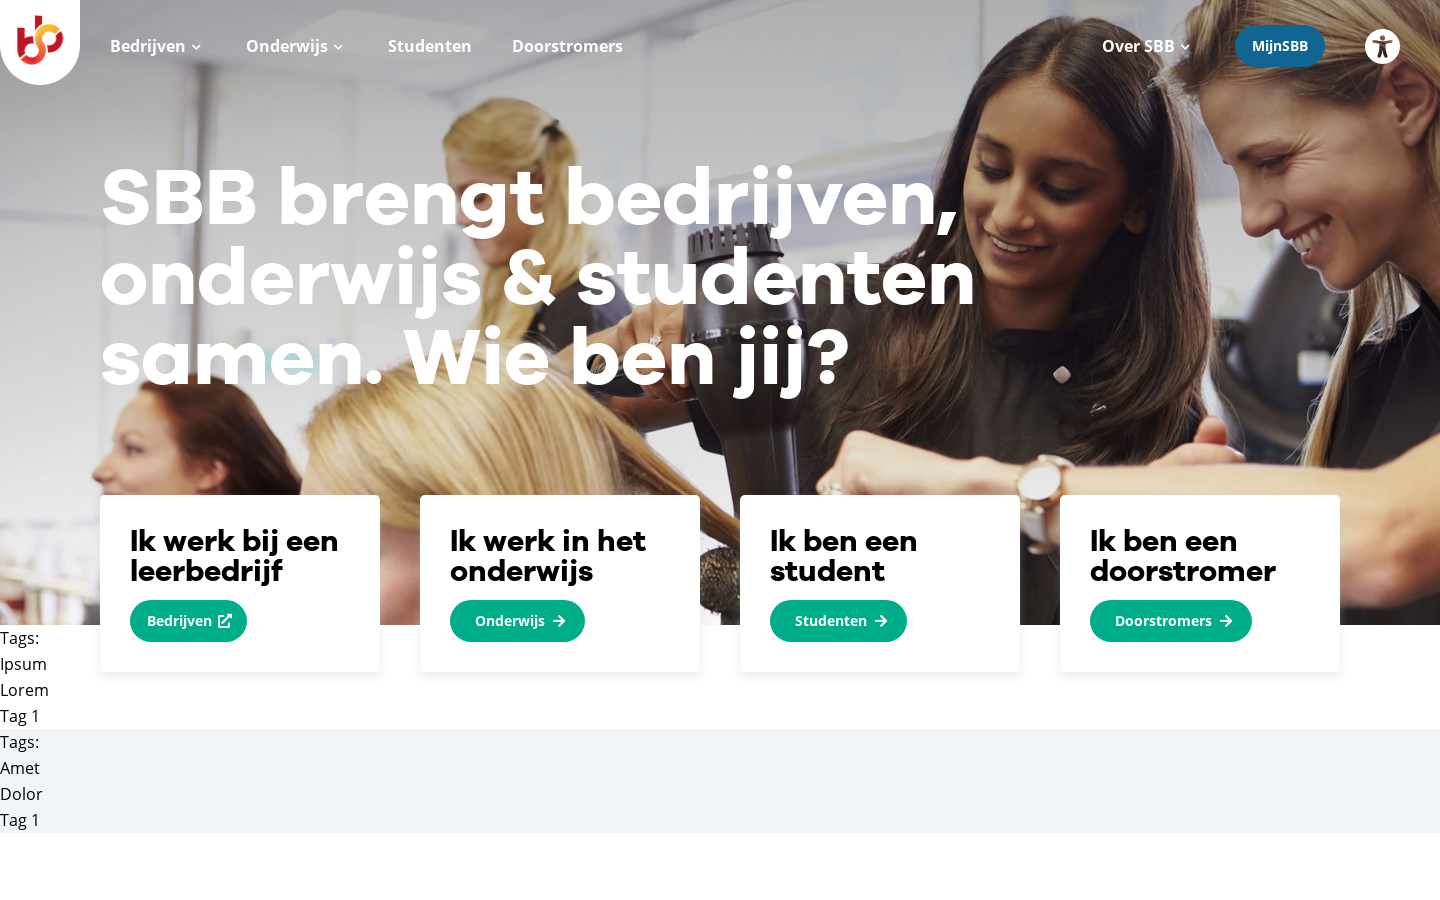 Bedrijven
Onderwijs
Studenten
Doorstromers
Over SBB
MijnSBB
SBB brengt bedrijven,
onderwijs & studenten
samen. Wie ben jij?
Ik werk bij een
leerbedrijf
Bedrijven
Ik werk in het
onderwijs
Onderwijs
Ik ben een
student
Studenten
Ik ben een
doorstromer
Doorstromers
Tags:
Ipsum
Lorem
Tag 1
Tags:
Amet
Dolor
Tag 1